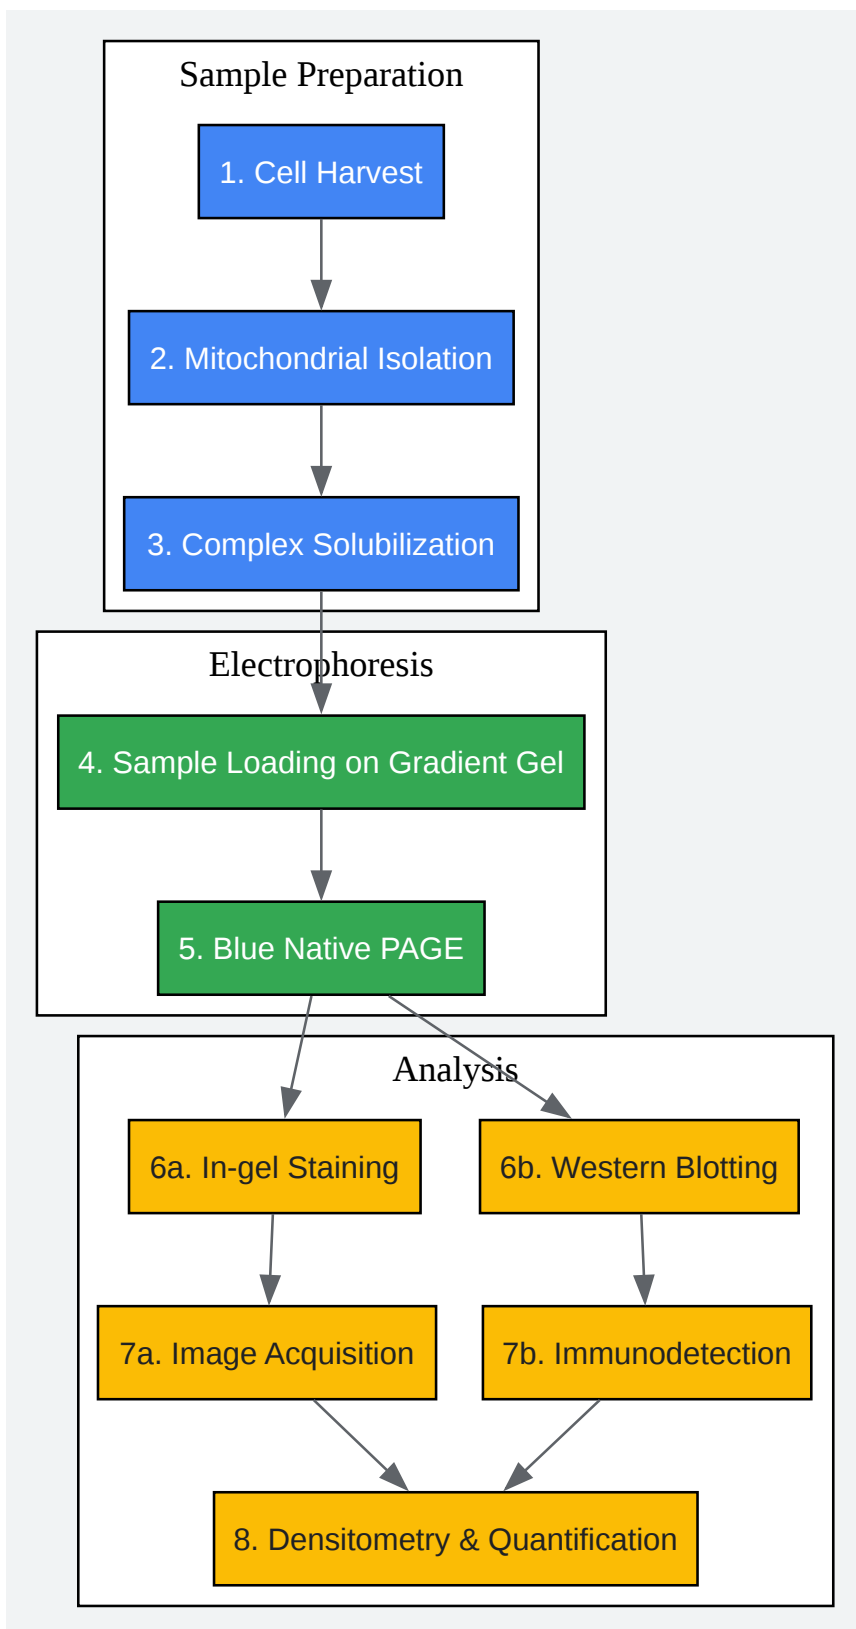 Sample Preparation
1. Cell Harvest
2. Mitochondrial Isolation
3. Complex Solubilization
Electrophoresis
4. Sample Loading on Gradient Gel
5. Blue Native PAGE
Analysis
6a. In-gel Staining
6b. Western Blotting
7a. Image Acquisition
7b. Immunodetection
8. Densitometry & Quantification